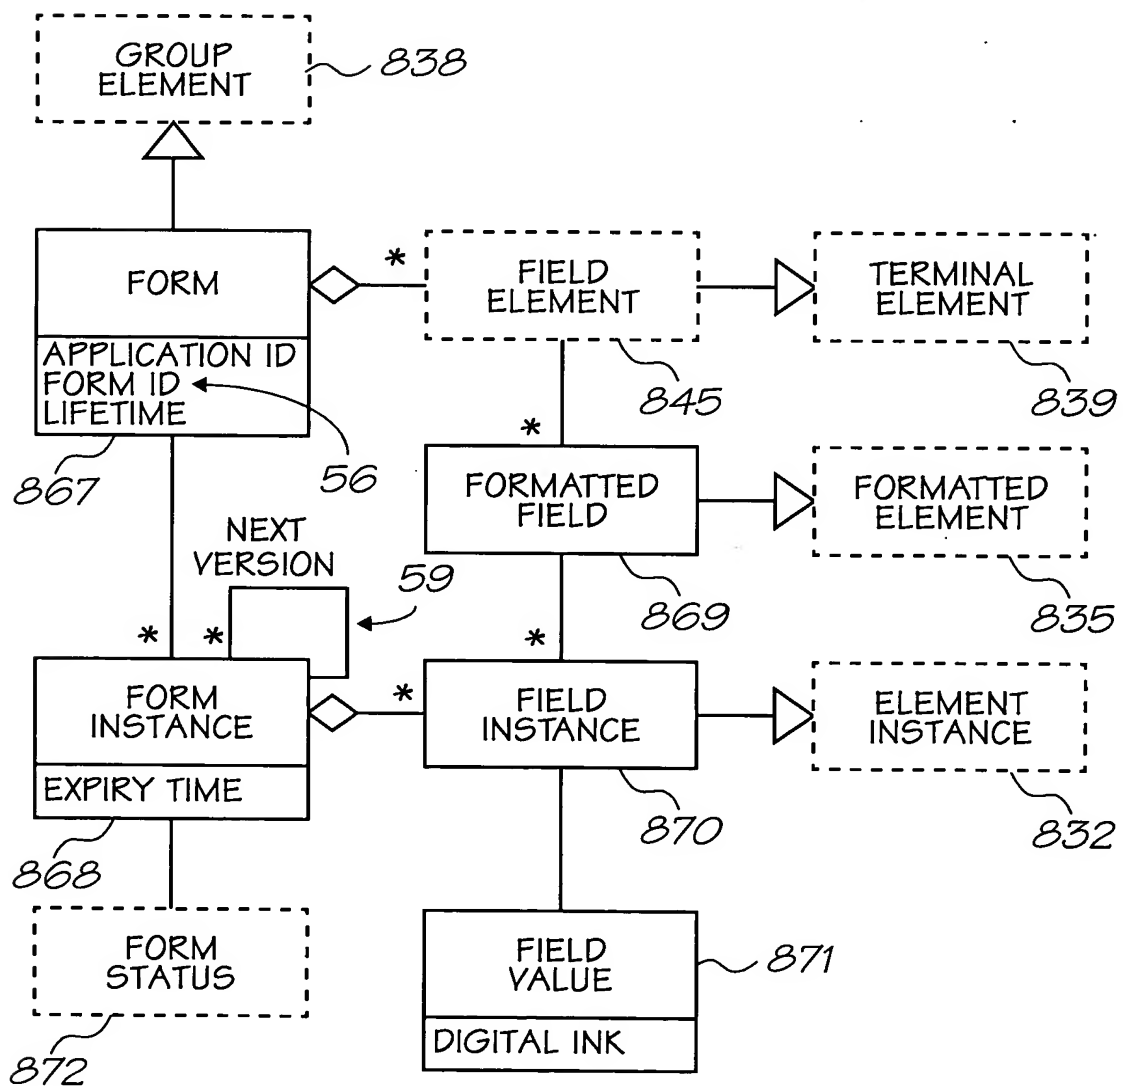 GROUP
ELEMENT
838
FORM
APPLICATION ID
FORM ID
LIFETIME
867
56
*
FIELD
ELEMENT
845
TERMINAL
ELEMENT
839
*
FORMATTED
FIELD
869
FORMATTED
ELEMENT
835
NEXT
VERSION
59
*
*
*
FORM
INSTANCE
EXPIRY TIME
868
*
FIELD
INSTANCE
870
ELEMENT
INSTANCE
832
FORM
STATUS
872
FIELD
VALUE
DIGITAL INK
871